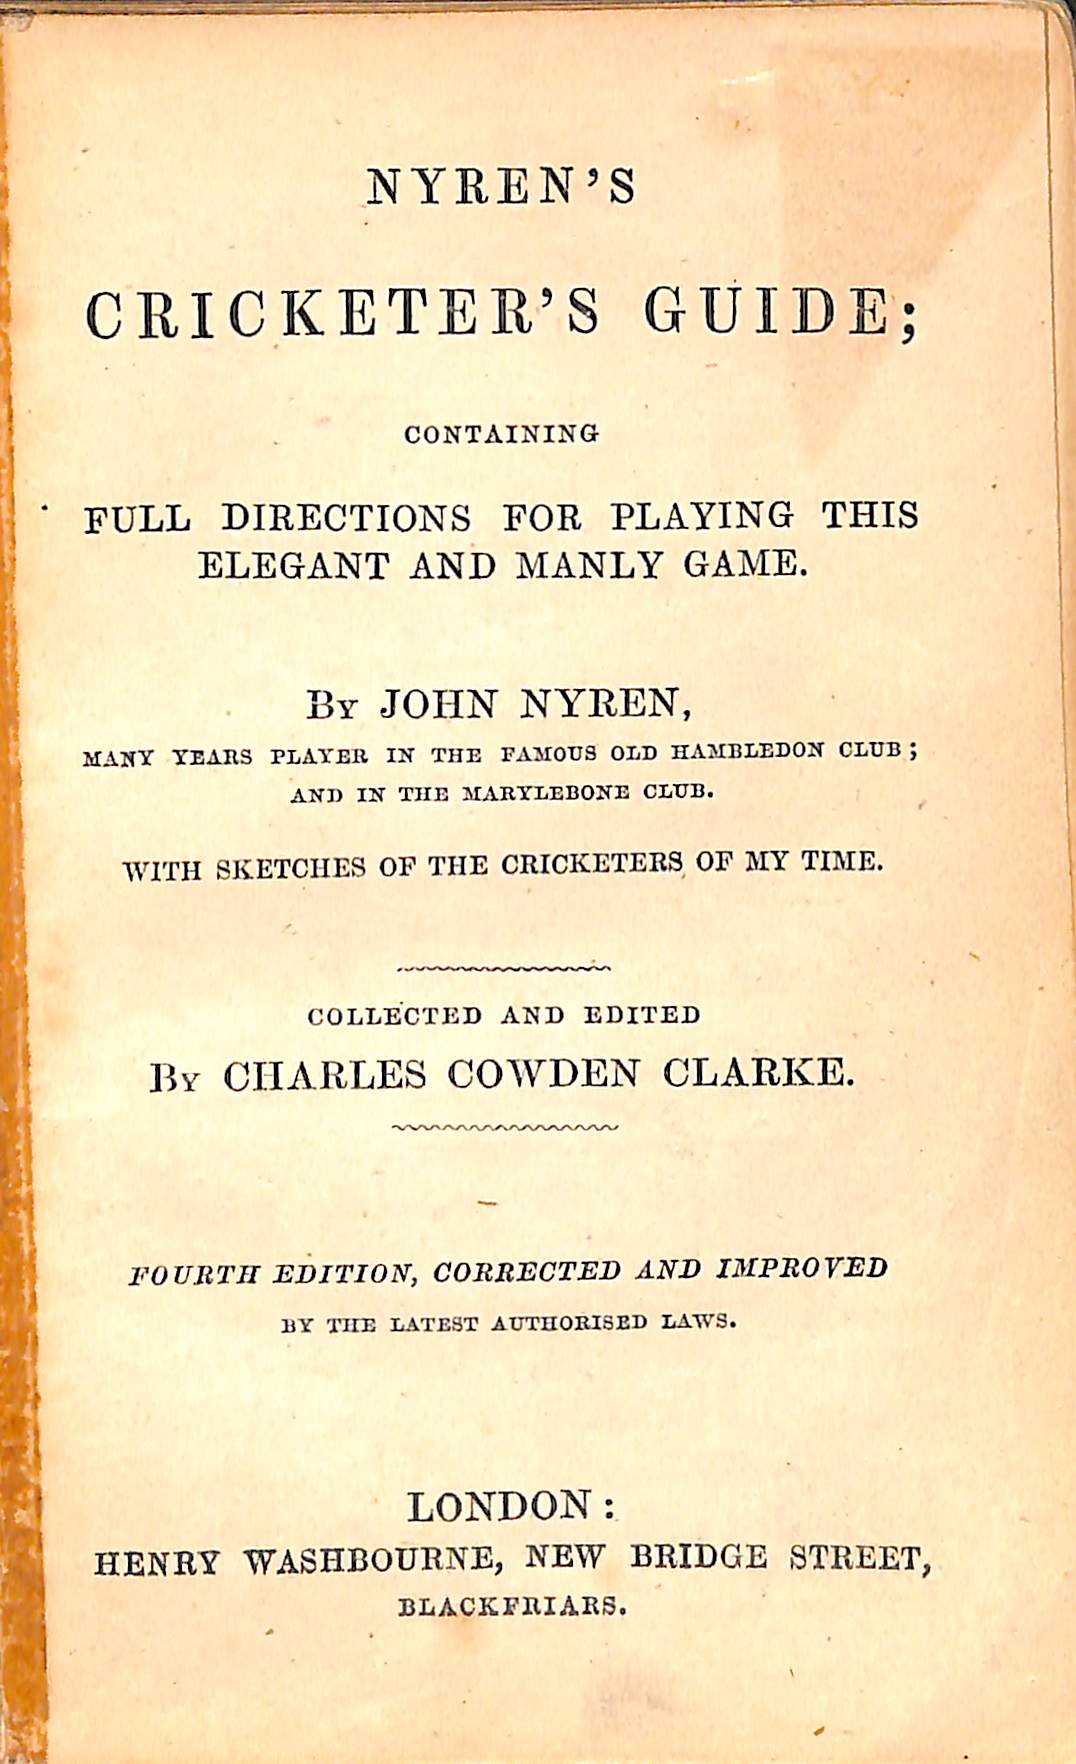 NYREN'S
CRICKETER'S GUIDE;
CONTAINING
FULL DIRECTIONS FOR PLAYING THIS
ELEGANT AND MANLY GAME.
BY JOHN NYREN,
MANY YEARS PLAYER IN THE FAMOUS OLD HAMBLEDON CLUB;
AND IN THE MARYLEBONE CLUB.
WITH SKETCHES OF THE CRICKETERS OF MY TIME.
COLLECTED AND EDITED
BY CHARLES COWDEN CLARKE.
FOURTH EDITION, CORRECTED AND IMPROVED
BY THE LATEST AUTHORISED LAWS.
LONDON:
HENRY WASHBOURNE, NEW BRIDGE STREET,
BLACKFRIARS.